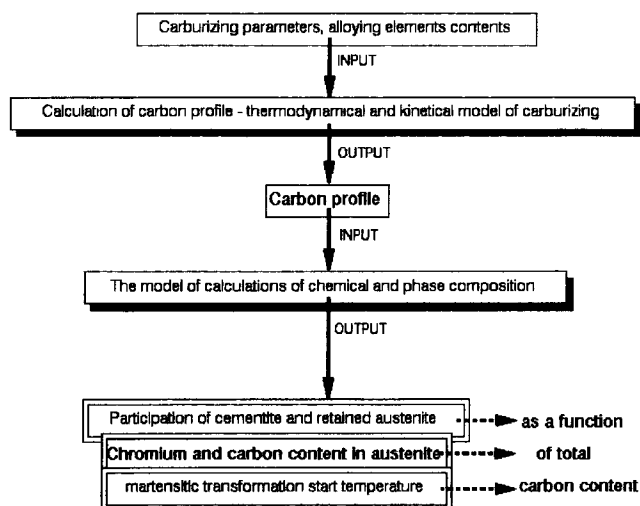 Carburizing parameters, alloying elements contents
INPUT
Calculation of carbon profile - thermodynamical and kinetical model of carburizing
OUTPUT
Carbon profile
INPUT
The model of calculations of chemical and phase composition
OUTPUT
Participation of cementite and retained austenite
as a function
Chromium and carbon content in austenite
of total
martensitic transformation start temperature
carbon content